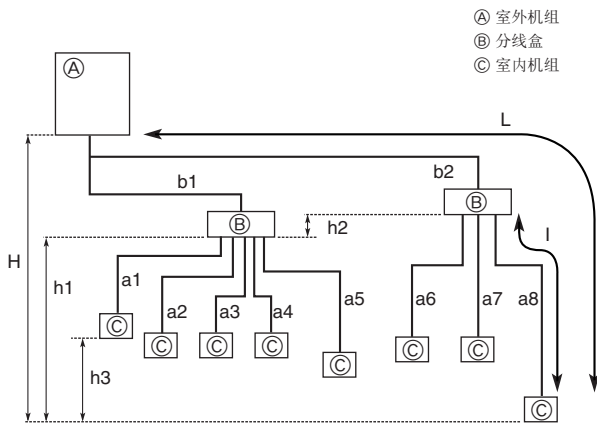 Ⓐ 室外机组
Ⓑ 分线盒
Ⓒ 室内机组
Ⓐ
L
b1
b2
Ⓑ
Ⓑ
h2
H
h1
I
a1
a2
a3
a4
a5
a6
a7
a8
Ⓒ
Ⓒ
Ⓒ
Ⓒ
Ⓒ
Ⓒ
Ⓒ
h3
Ⓒ